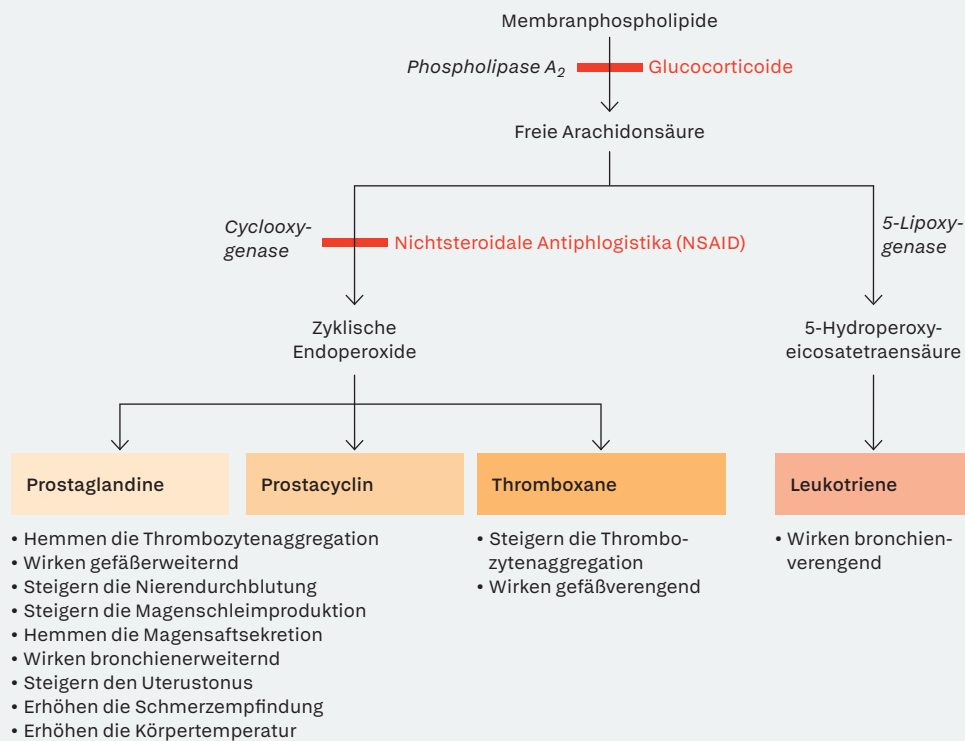 Membranphospholipide
Phospholipase A₂
Glucocorticoide
Freie Arachidonsäure
Cyclooxy-
genase
Nichtsteroidale Antiphlogistika (NSAID)
5-Lipoxy-
genase
Zyklische
Endoperoxide
5-Hydroperoxy-
eicosatetraensäure
Prostaglandine
Prostacyclin
Thromboxane
Leukotriene
• Hemmen die Thrombozytenaggregation
• Wirken gefäßerweiternd
• Steigern die Nierendurchblutung
• Steigern die Magenschleimproduktion
• Hemmen die Magensaftsekretion
• Wirken bronchienerweiternd
• Steigern den Uterustonus
• Erhöhen die Schmerzempfindung
• Erhöhen die Körpertemperatur
• Steigern die Thrombo-
zytenaggregation
• Wirken gefäßverengend
• Wirken bronchien-
verengend